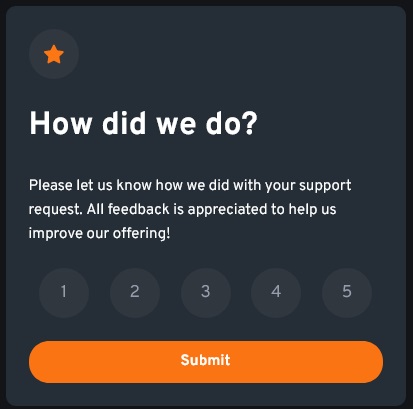 How did we do?
Please let us know how we did with your support
request. All feedback is appreciated to help us
improve our offering!
1 2 3 4 5
Submit